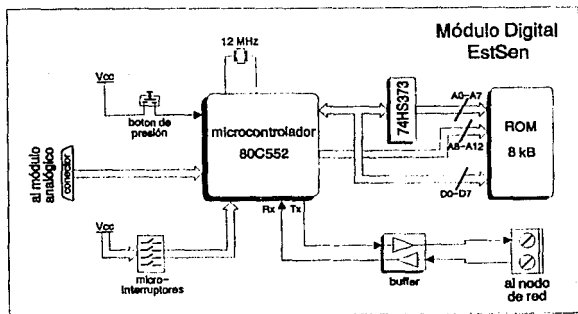 Módulo Digital
EstSen
12 MHz
Vcc
boton de
presión
microcontrolador
80C552
74HS373
A0-A7
A8-A12
D0-D7
ROM
8 kB
al módulo
analógico
conector
Rx
Tx
Vcc
micro-
interruptores
buffer
al nodo
de red